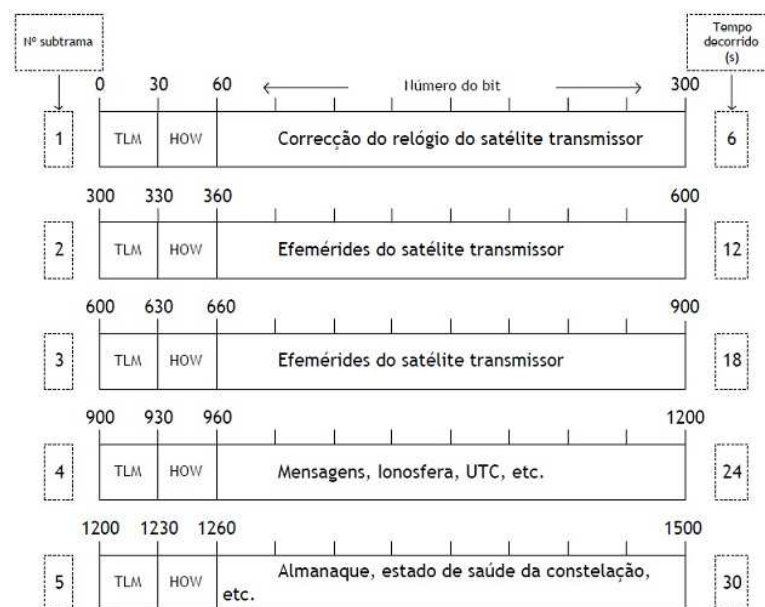 Nº subtrama
Tempo
decorrido
(s)
0 30 60 Número do bit 300
1 TLM HOW Correcção do relógio do satélite transmissor 6
300 330 360 600
2 TLM HOW Efemérides do satélite transmissor 12
600 630 660 900
3 TLM HOW Efemérides do satélite transmissor 18
900 930 960 1200
4 TLM HOW Mensagens, Ionosfera, UTC, etc. 24
1200 1230 1260 1500
5 TLM HOW Almanaque, estado de saúde da constelação, 30
etc.